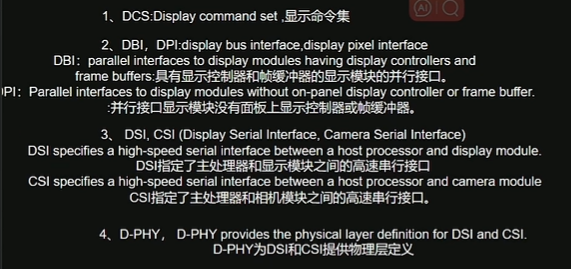 AI
1、DCS:Display command set ,显示命令集
2、DBI，DPI:display bus interface,display pixel interface
DBI：parallel interfaces to display modules having display controllers and
frame buffers:具有显示控制器和帧缓冲器的显示模块的并行接口。
PI：Parallel interfaces to display modules without on-panel display controller or frame buffer.
:并行接口显示模块没有面板上显示控制器或帧缓冲器。
3、 DSI, CSI (Display Serial Interface, Camera Serial Interface)
DSI specifies a high-speed serial interface between a host processor and display module.
DSI指定了主处理器和显示模块之间的高速串行接口
CSI specifies a high-speed serial interface between a host processor and camera module
CSI指定了主处理器和相机模块之间的高速串行接口。
4、D-PHY， D-PHY provides the physical layer definition for DSI and CSI.
D-PHY为DSI和CSI提供物理层定义